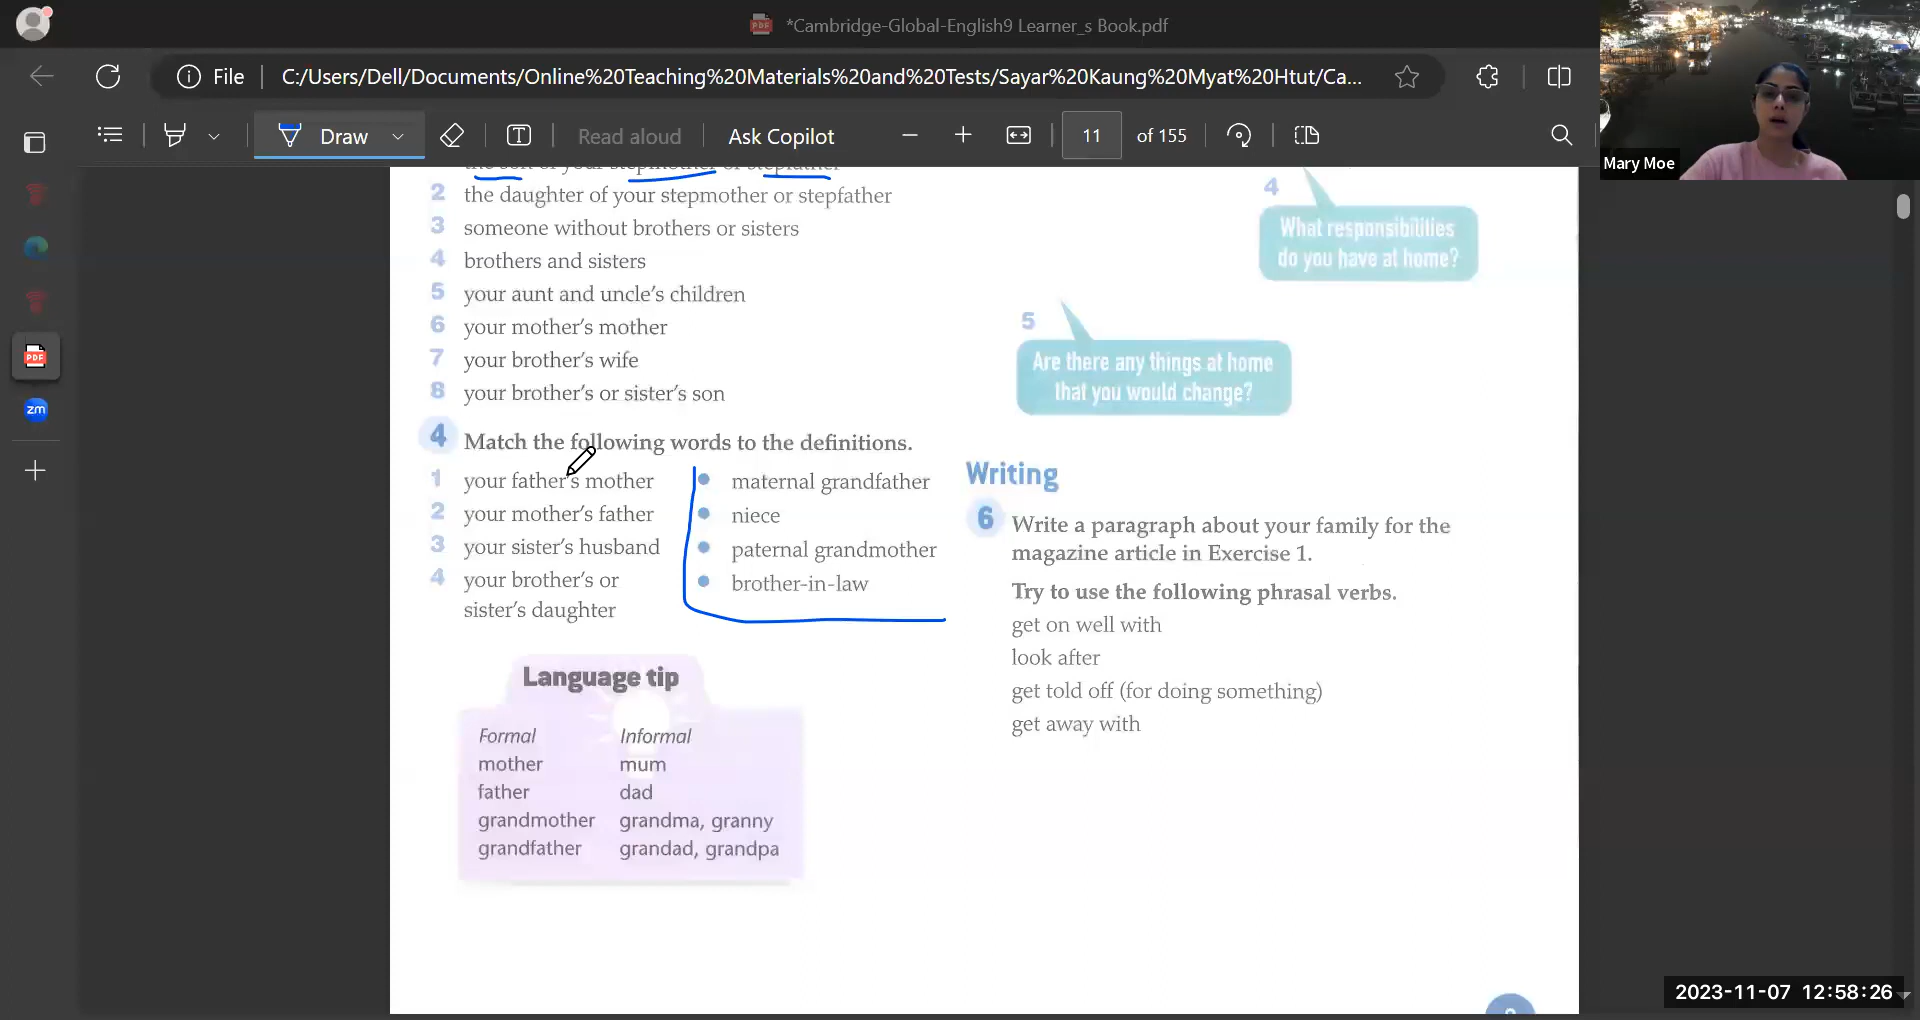 *Cambridge-Global-English9 Learner_s Book.pdf
File
C:/Users/Dell/Documents/Online%20Teaching%20Materials%20and%20Tests/Sayar%20Kaung%20Myat%20Htut/Ca...
Draw
Read aloud
Ask Copilot
11
of 155
Mary Moe
PDF
zm
the son of your stepmother or stepfather
2 the daughter of your stepmother or stepfather
3 someone without brothers or sisters
4 brothers and sisters
5 your aunt and uncle's children
6 your mother's mother
7 your brother's wife
8 your brother's or sister's son
4 Match the following words to the definitions.
1 your father's mother
2 your mother's father
3 your sister's husband
4 your brother's or
sister's daughter
• maternal grandfather
• niece
• paternal grandmother
• brother-in-law
Language tip
Formal Informal
mother mum
father dad
grandmother grandma, granny
grandfather grandad, grandpa
4
What responsibilities
do you have at home?
5
Are there any things at home
that you would change?
Writing
6 Write a paragraph about your family for the
magazine article in Exercise 1.
Try to use the following phrasal verbs.
get on well with
look after
get told off (for doing something)
get away with
2023-11-07 12:58:26